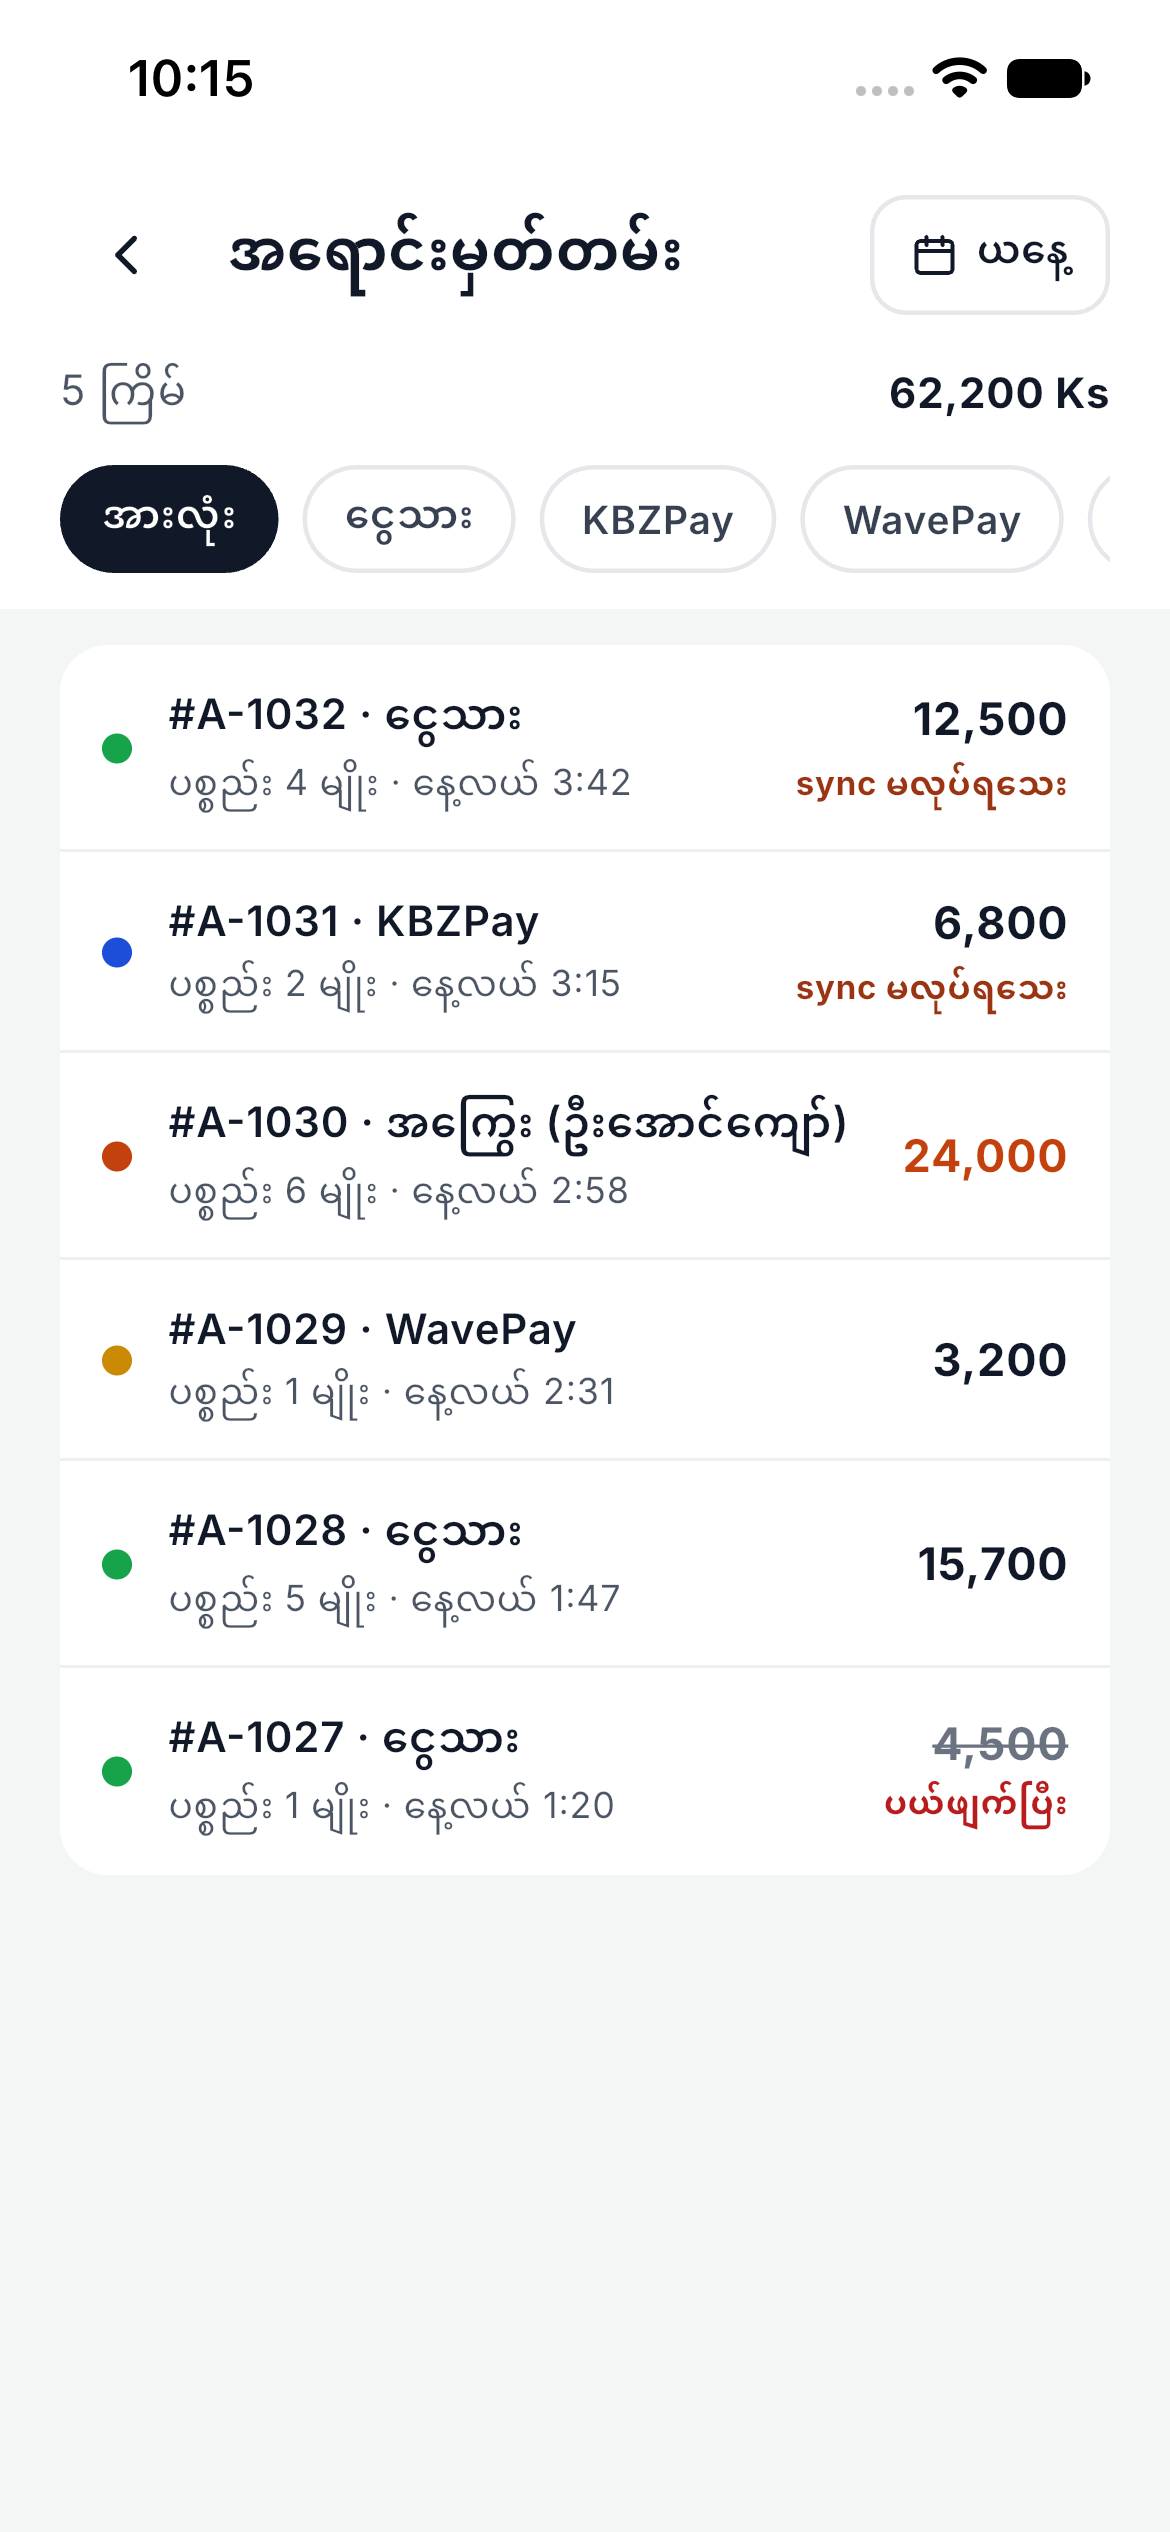 10:15
အရောင်းမှတ်တမ်း
ယနေ့
5 ကြိမ်
62,200 Ks
အားလုံး
ငွေသား
KBZPay
WavePay
#A-1032 · ငွေသား
12,500
ပစ္စည်း 4 မျိုး · နေ့လယ် 3:42
sync မလုပ်ရသေး
#A-1031 · KBZPay
6,800
ပစ္စည်း 2 မျိုး · နေ့လယ် 3:15
sync မလုပ်ရသေး
#A-1030 · အကြွေး (ဦးအောင်ကျော်)
24,000
ပစ္စည်း 6 မျိုး · နေ့လယ် 2:58
#A-1029 · WavePay
3,200
ပစ္စည်း 1 မျိုး · နေ့လယ် 2:31
#A-1028 · ငွေသား
15,700
ပစ္စည်း 5 မျိုး · နေ့လယ် 1:47
#A-1027 · ငွေသား
4,500
ပစ္စည်း 1 မျိုး · နေ့လယ် 1:20
ပယ်ဖျက်ပြီး